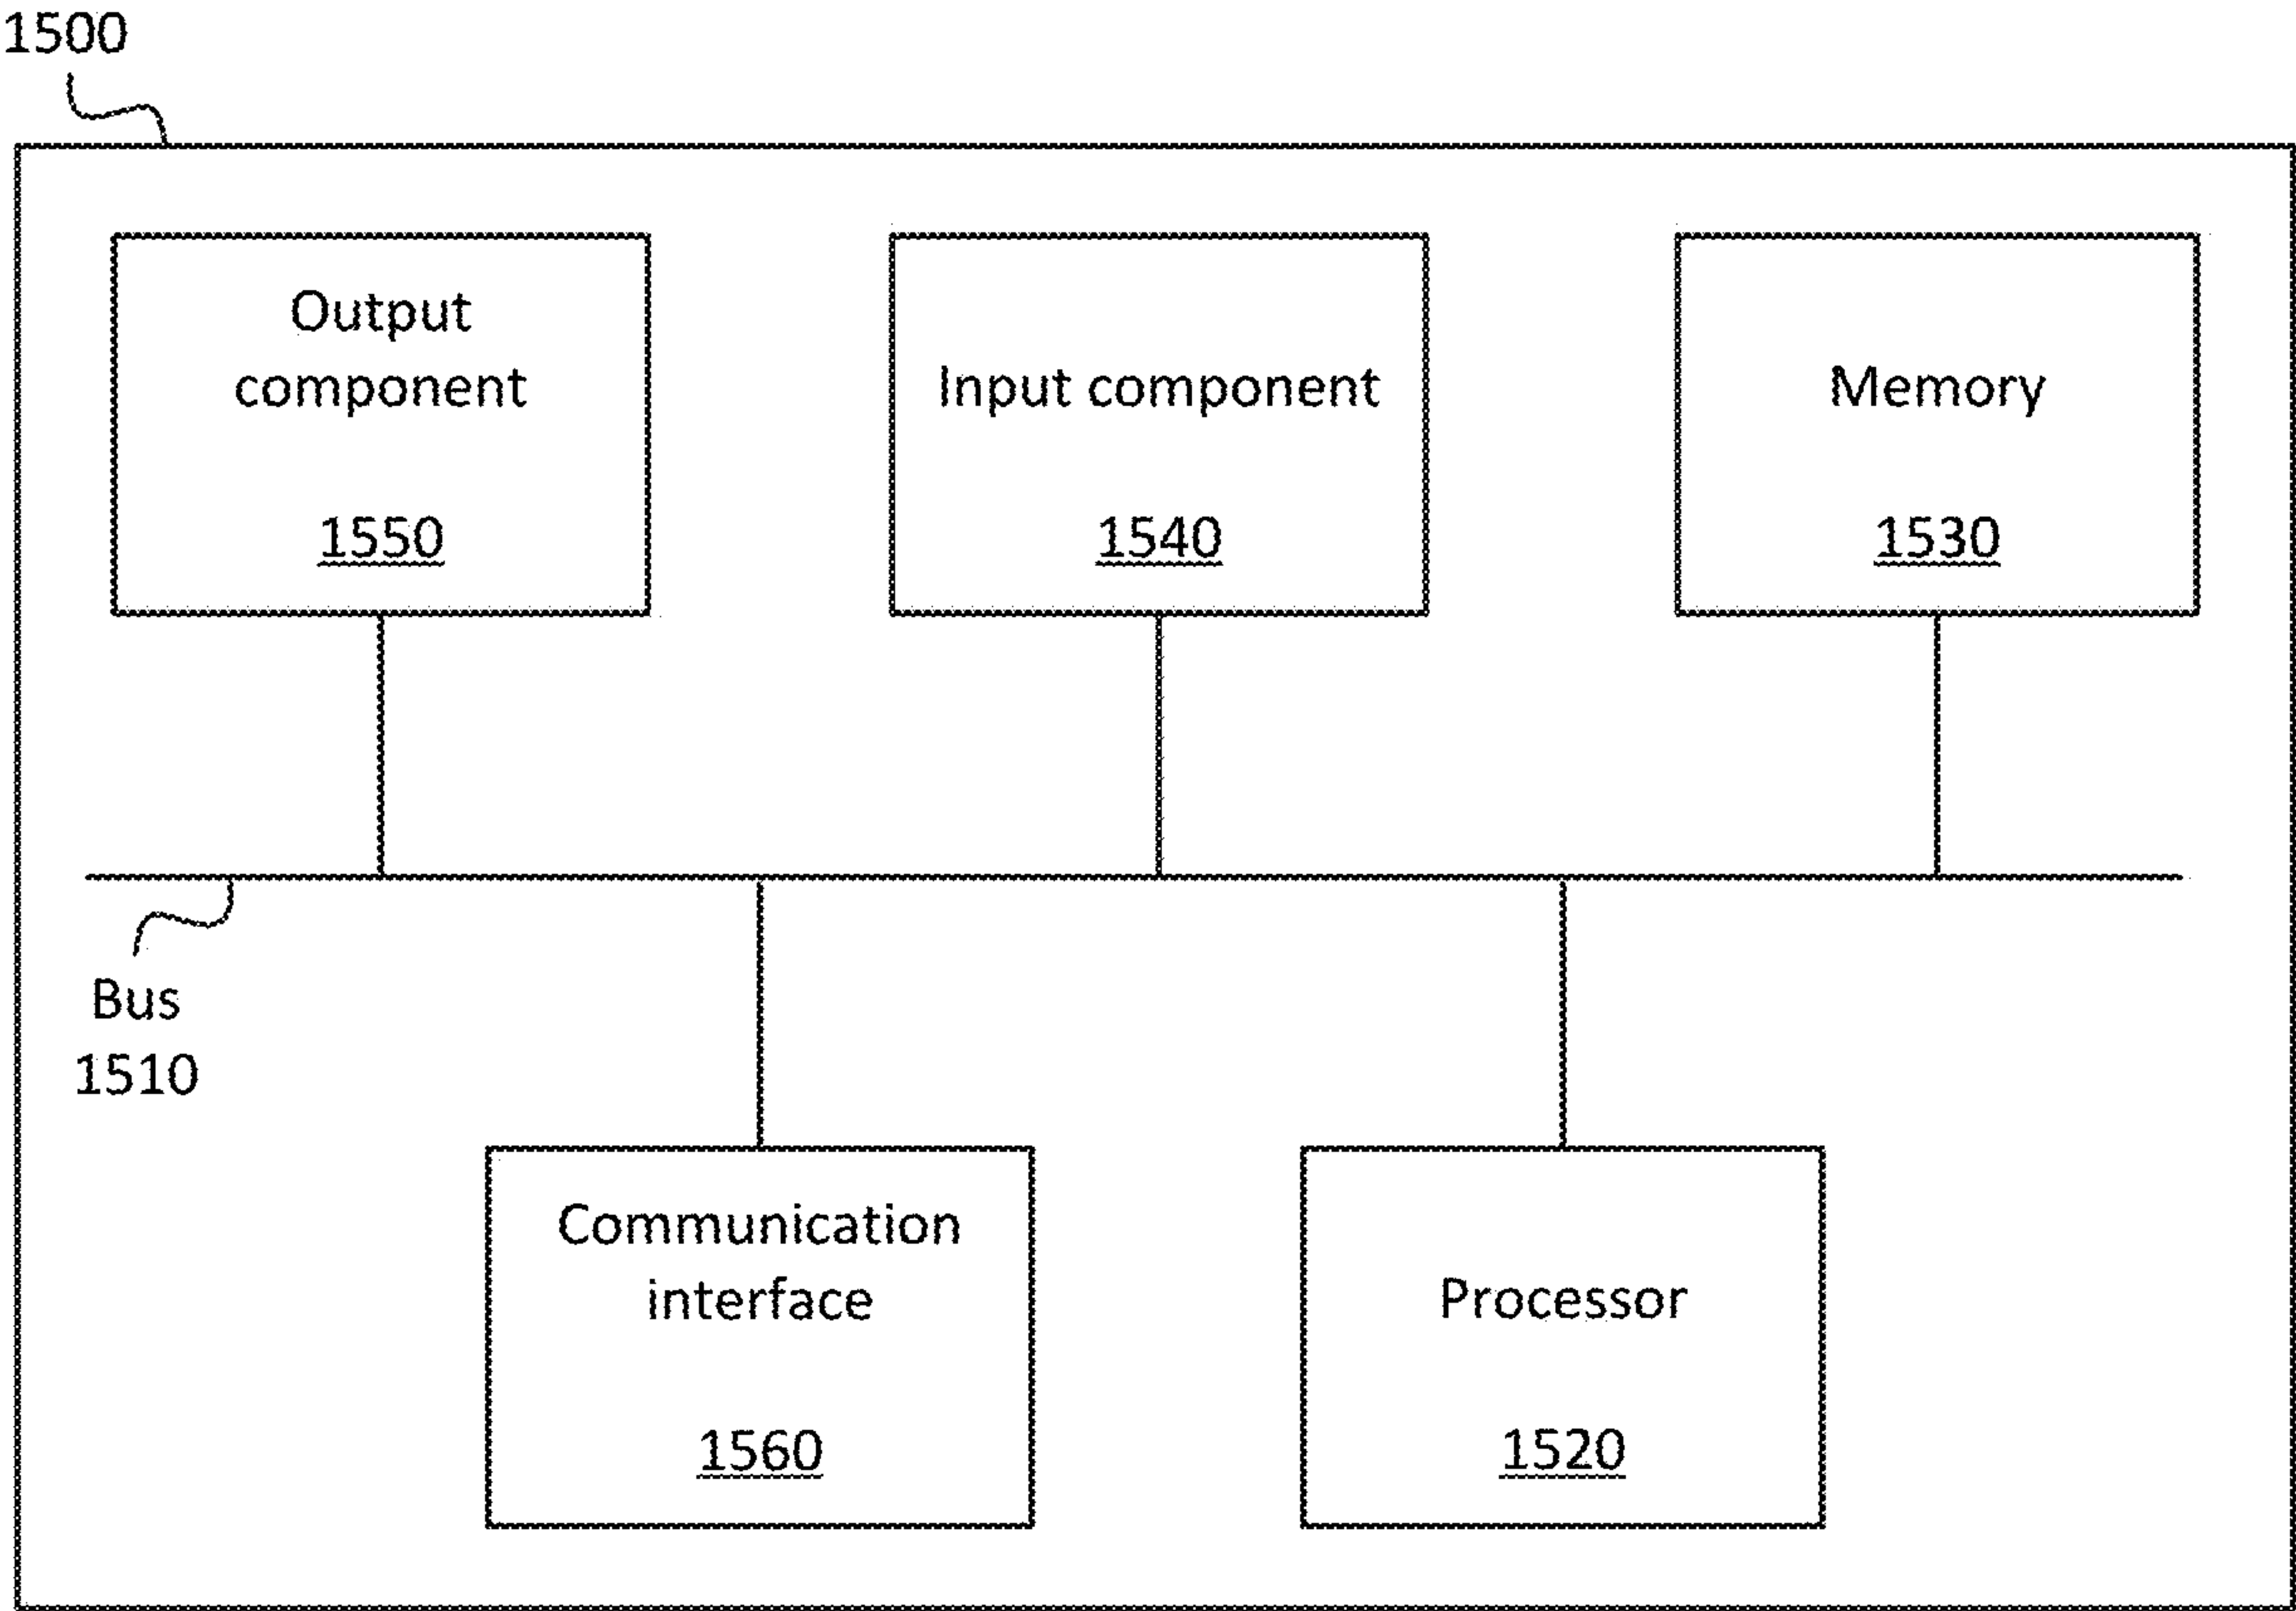 1500
Output
component
1550
Input component
1540
Memory
1530
Bus
1510
Communication
interface
1560
Processor
1520